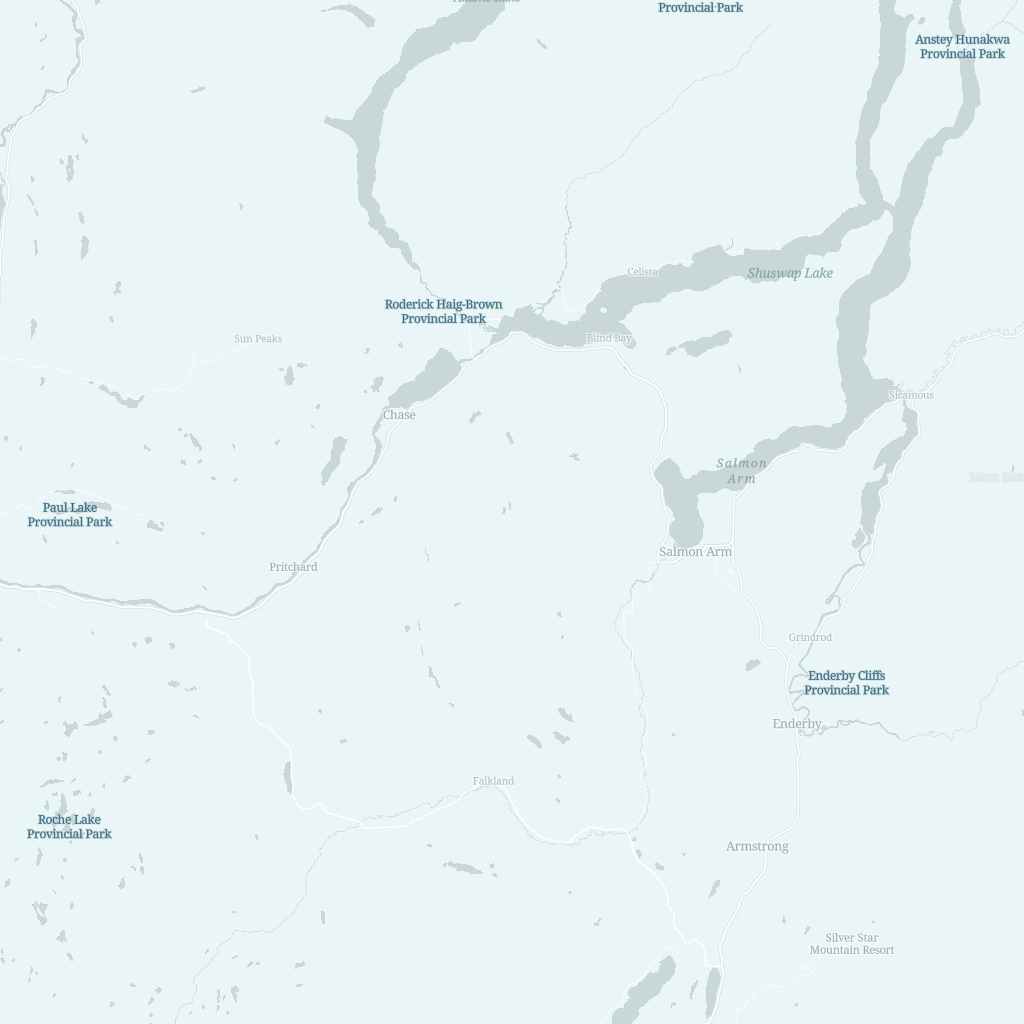 Provincial Park
Anstey Hunakwa
Provincial Park
Celista
Shuswap Lake
Roderick Haig-Brown
Provincial Park
Sun Peaks
Blind Bay
Sicamous
Chase
Salmon
Arm
Paul Lake
Provincial Park
Salmon Arm
Pritchard
Grindrod
Enderby Cliffs
Provincial Park
Enderby
Falkland
Roche Lake
Provincial Park
Armstrong
Silver Star
Mountain Resort